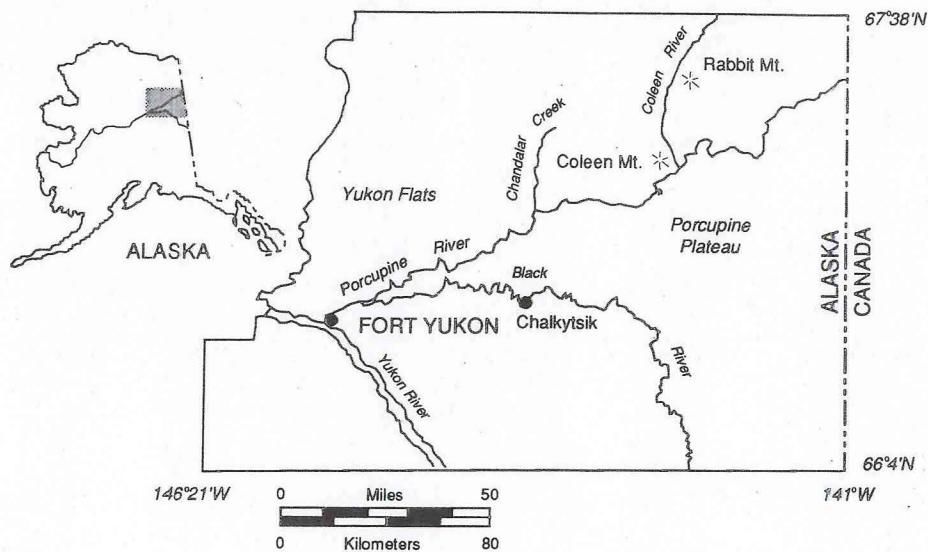 67°38'N
Coleen River
Rabbit Mt.
Chandalar Creek
Coleen Mt.
Yukon Flats
Porcupine
Plateau
ALASKA
ALASKA
CANADA
Porcupine River
Black River
Chalkytsik
FORT YUKON
Yukon River
66°4'N
146°21'W
141°W
0 Miles 50
0 Kilometers 80